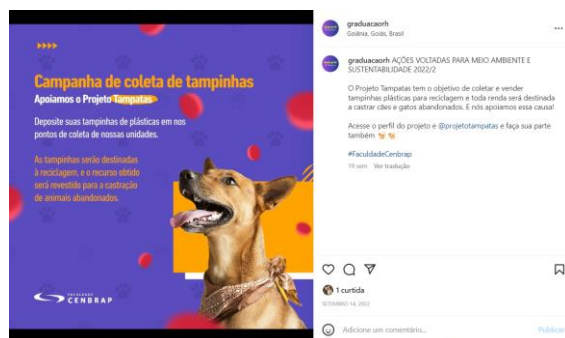 Campanha de coleta de tampinhas
Apoiamos o Projeto Tampatas
Deposite suas tampinhas de plásticas em nos
pontos de coleta de nossas unidades.
As tampinhas serão destinadas
à reciclagem, e o recurso obtido
será revestido para a castração
de animais abandonados.
FACULDADE
CENBRAP
graduacaorh
Goiânia, Goiás, Brasil
graduacaorh AÇÕES VOLTADAS PARA MEIO AMBIENTE E
SUSTENTABILIDADE 2022/2
O Projeto Tampatas tem o objetivo de coletar e vender
tampinhas plásticas para reciclagem e toda renda será destinada
a castrar cães e gatos abandonados. E nós apoiamos essa causa!
Acesse o perfil do projeto e @projetotampatas e faça sua parte
também
#FaculdadeCenbrap
19 sem Ver tradução
1 curtida
SETEMBRO 14, 2022
Adicione um comentário...
Publicar